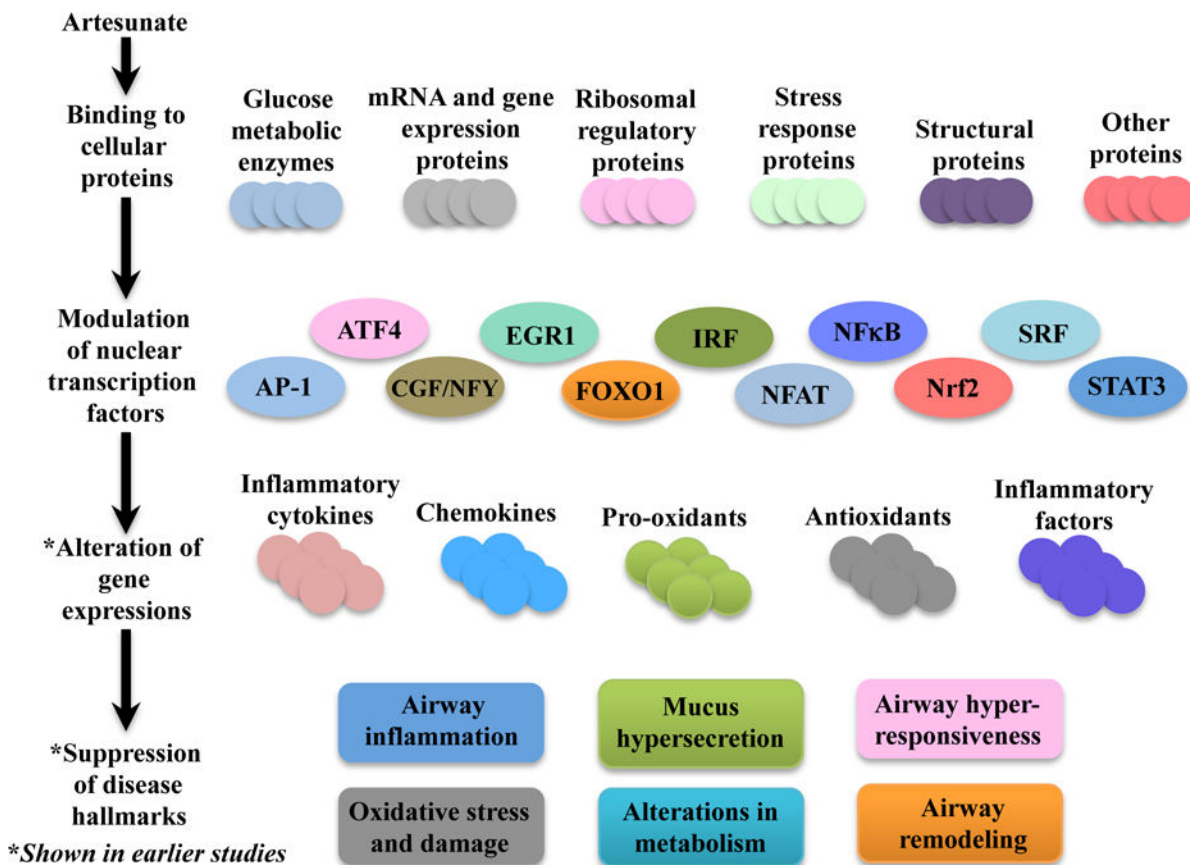 Artesunate
Binding to
cellular
proteins
Glucose
metabolic
enzymes
mRNA and gene
expression
proteins
Ribosomal
regulatory
proteins
Stress
response
proteins
Structural
proteins
Other
proteins
Modulation
of nuclear
transcription
factors
ATF4
EGR1
IRF
NFκB
SRF
AP-1
CGF/NFY
FOXO1
NFAT
Nrf2
STAT3
*Alteration of
gene
expressions
Inflammatory
cytokines
Chemokines
Pro-oxidants
Antioxidants
Inflammatory
factors
*Suppression
of disease
hallmarks
Airway
inflammation
Mucus
hypersecretion
Airway hyper-
responsiveness
Oxidative stress
and damage
Alterations in
metabolism
Airway
remodeling
*Shown in earlier studies